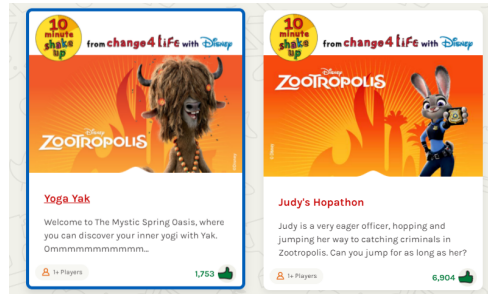 10
minute
shake
up
from change4Life with Disney
Disney
ZOOTROPOLIS
Yoga Yak
Welcome to The Mystic Spring Oasis, where
you can discover your inner yogi with Yak.
Ommmmmmmmmmm...
1+ Players
1,753
10
minute
shake
up
from change4Life with Disney
Disney
ZOOTROPOLIS
Judy's Hopathon
Judy is a very eager officer, hopping and
jumping her way to catching criminals in
Zootropolis. Can you jump for as long as her?
1+ Players
6,904